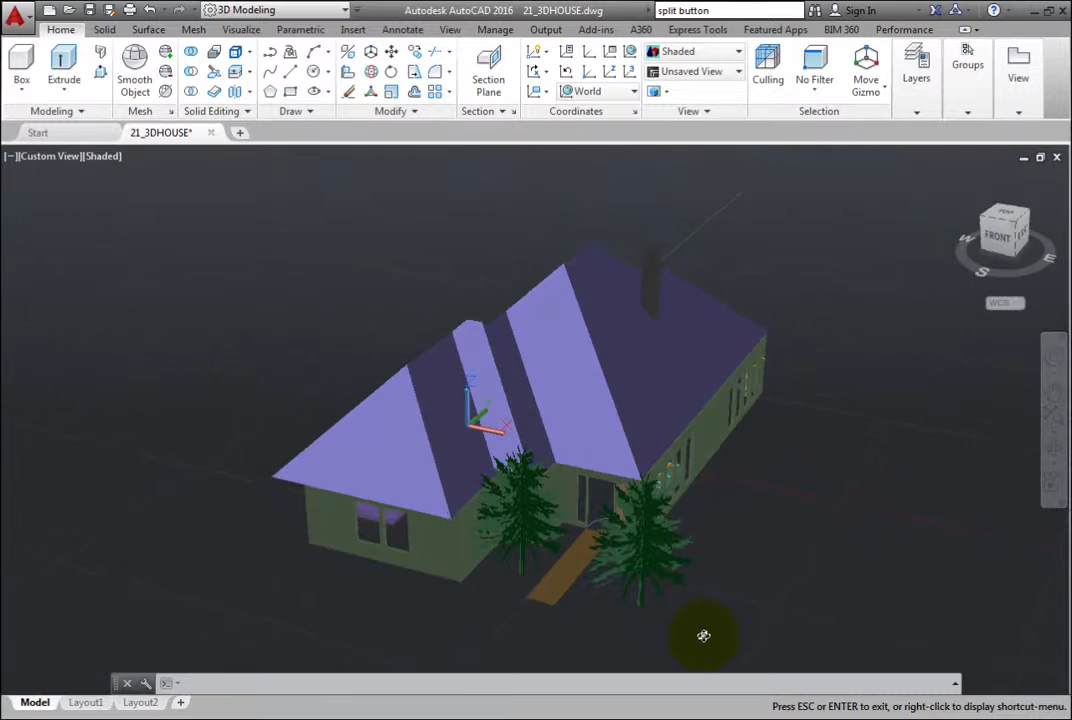 3D Modeling Autodesk AutoCAD 2016 21_3DHOUSE.dwg split button Sign In
Home Solid Surface Mesh Visualize Parametric Insert Annotate View Manage Output Add-ins A360 Express Tools Featured Apps BIM 360 Performance
Box Extrude Smooth Object Section Plane Shaded Unsaved View World Culling No Filter Move Gizmo Layers Groups View
Modeling Mesh Solid Editing Draw Modify Section Coordinates View Selection
Start 21_3DHOUSE*
[−][Custom View][Shaded]
TOP
FRONT
W
E
S
WCS
Z
X
Model Layout1 Layout2
Press ESC or ENTER to exit, or right-click to display shortcut-menu.